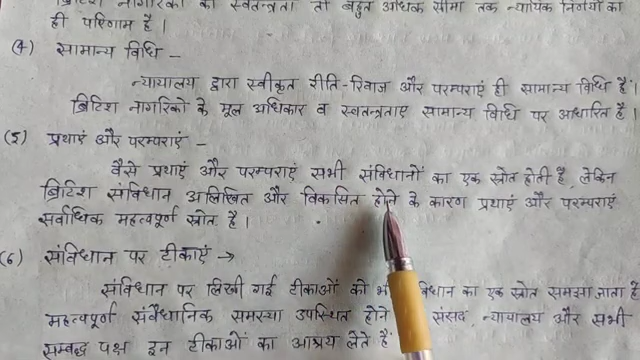 ब्रिटिश नागरिको की स्वतन्त्रता तो बहुत अधिक सीमा तक न्यायिक निर्णयों का
ही परिणाम है ।
(4) सामान्य विधि -
न्यायालय द्वारा स्वीकृत रीति-रिवाज और परम्पराएं ही सामान्य विधि है ।
ब्रिटिश नागरिको के मूल अधिकार व स्वतन्त्रताए सामान्य विधि पर आधारित है ।
(5) प्रथाएं और परम्पराएं -
वैसे प्रथाएं और परम्पराएं सभी संविधानों का एक स्रोत होती है, लेकिन
ब्रिटिश संविधान अलिखित और विकसित होने के कारण प्रथाएं और परम्पराएं
सर्वाधिक महत्वपूर्ण स्रोत है ।
(6) संविधान पर टीकाएं →
संविधान पर लिखी गई टीकाओं को का एक स्रोत समझा जाता है
महत्वपूर्ण संवैधानिक समस्या उपस्थित होने संसद, न्यायालय और सभी
सम्बद्ध पक्ष इन टीकाओं का आश्रय लेते हैं